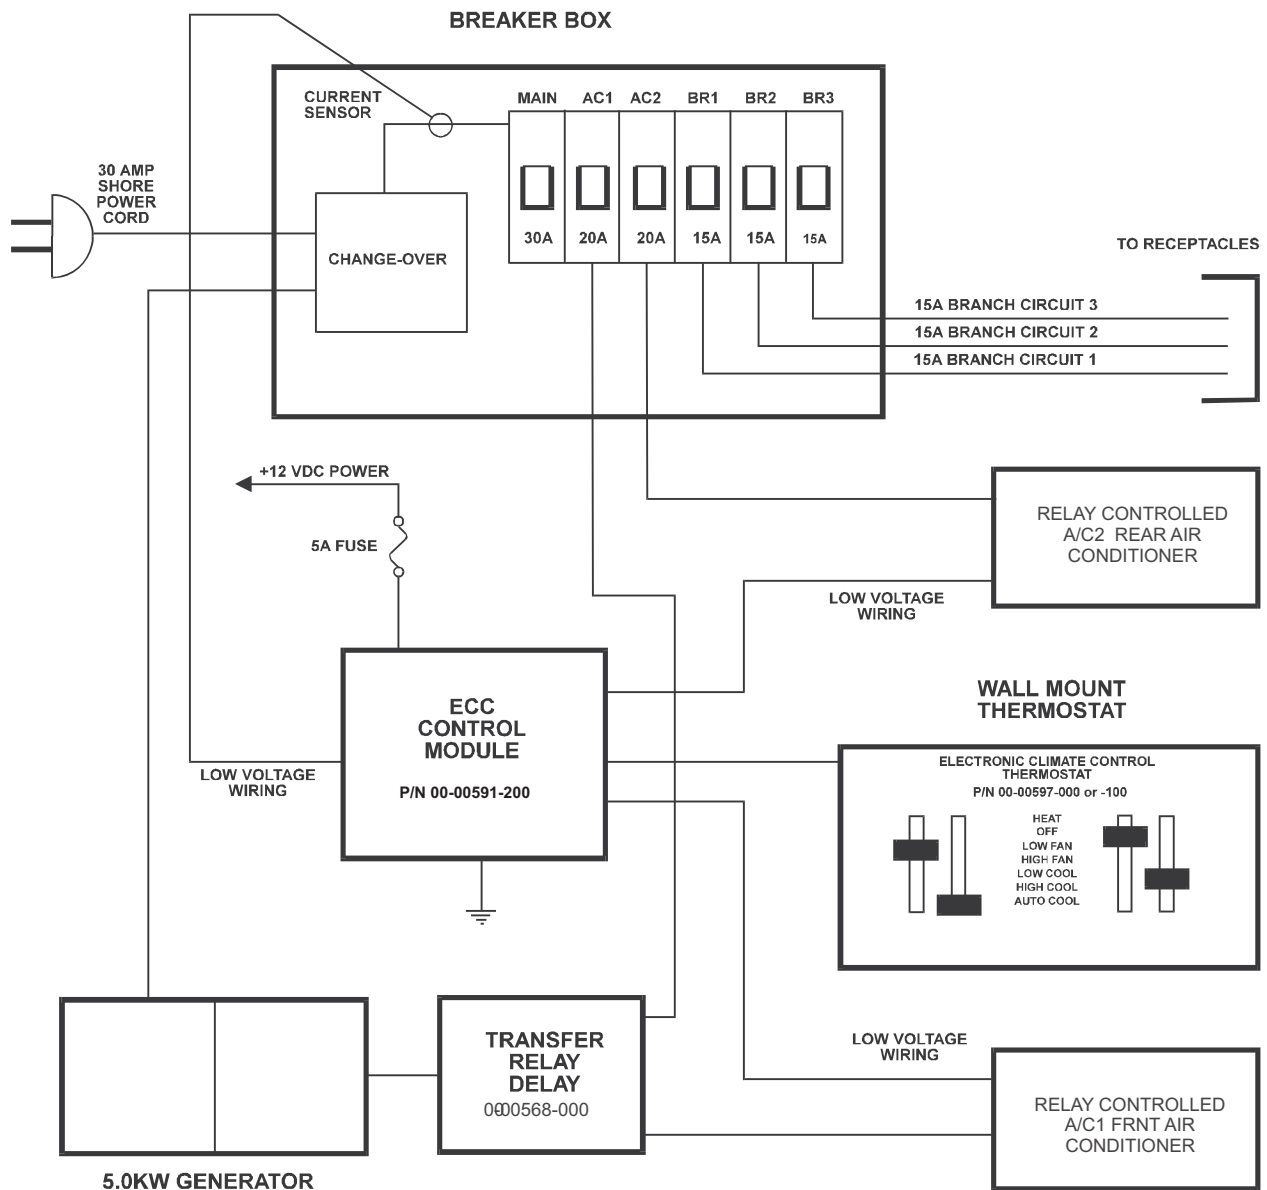 BREAKER BOX
CURRENT
SENSOR
MAIN AC1 AC2 BR1 BR2 BR3
30 AMP
SHORE
POWER
CORD
30A 20A 20A 15A 15A 15A
CHANGE-OVER
TO RECEPTACLES
15A BRANCH CIRCUIT 3
15A BRANCH CIRCUIT 2
15A BRANCH CIRCUIT 1
+12 VDC POWER
5A FUSE
RELAY CONTROLLED
A/C2 REAR AIR
CONDITIONER
LOW VOLTAGE
WIRING
ECC
CONTROL
MODULE
P/N 00-00591-200
LOW VOLTAGE
WIRING
WALL MOUNT
THERMOSTAT
ELECTRONIC CLIMATE CONTROL
THERMOSTAT
P/N 00-00597-000 or -100
HEAT
OFF
LOW FAN
HIGH FAN
LOW COOL
HIGH COOL
AUTO COOL
TRANSFER
RELAY
DELAY
00-00568-000
LOW VOLTAGE
WIRING
RELAY CONTROLLED
A/C1 FRNT AIR
CONDITIONER
5.0KW GENERATOR